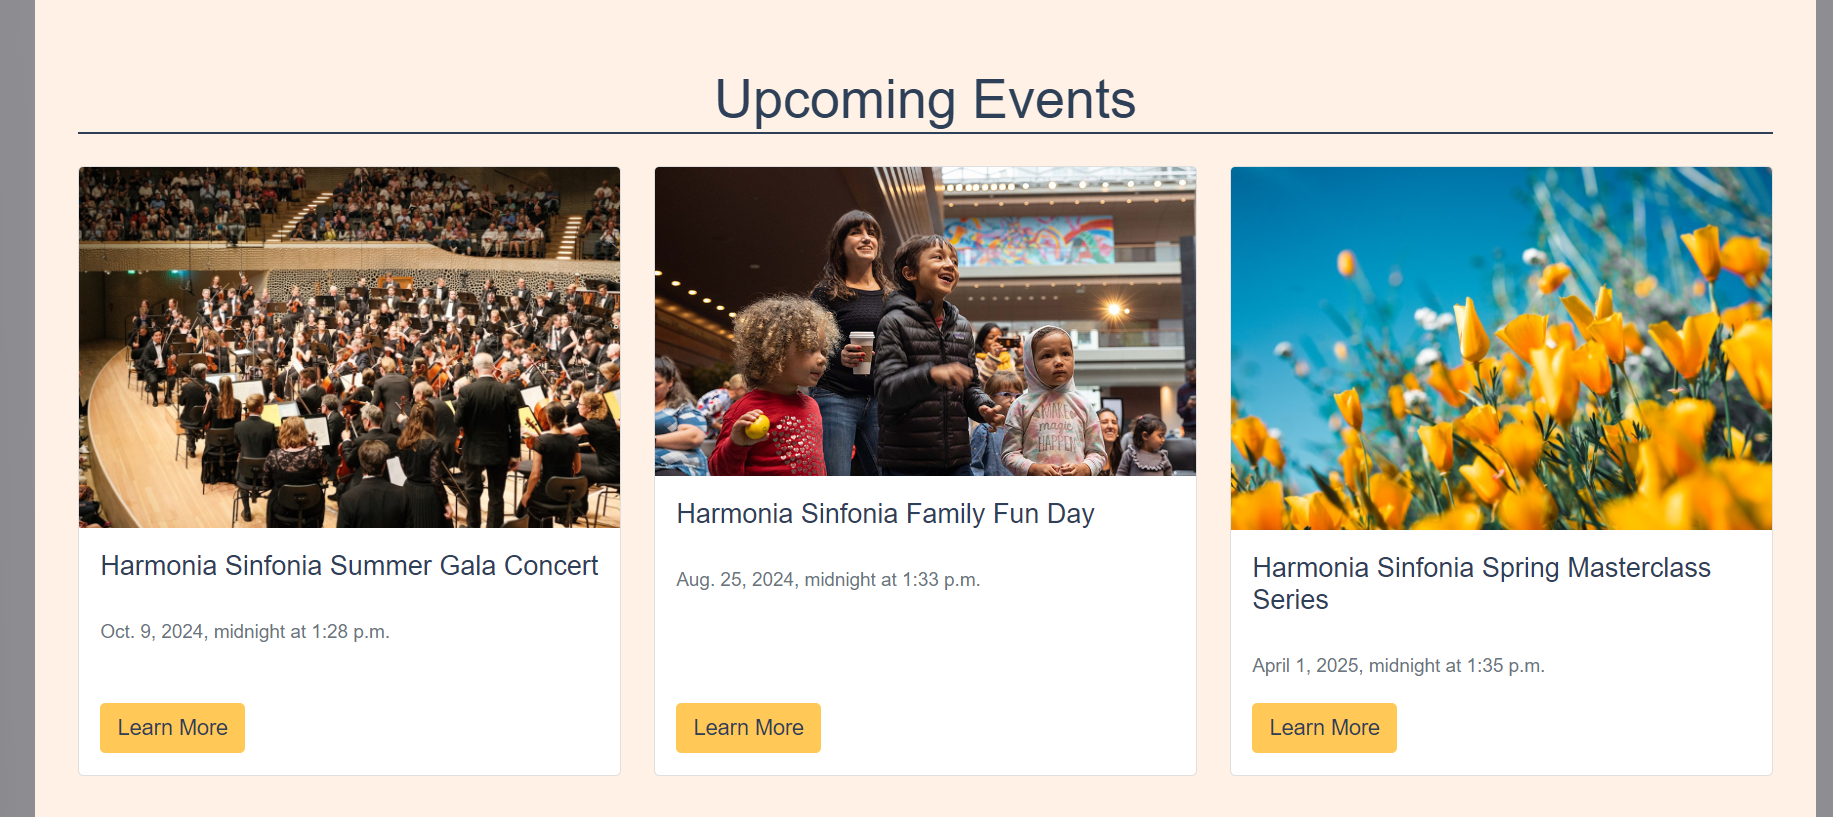 Upcoming Events
Harmonia Sinfonia Summer Gala Concert
Oct. 9, 2024, midnight at 1:28 p.m.
Learn More
MAKE
magic
HAPPEN
Harmonia Sinfonia Family Fun Day
Aug. 25, 2024, midnight at 1:33 p.m.
Learn More
Harmonia Sinfonia Spring Masterclass
Series
April 1, 2025, midnight at 1:35 p.m.
Learn More